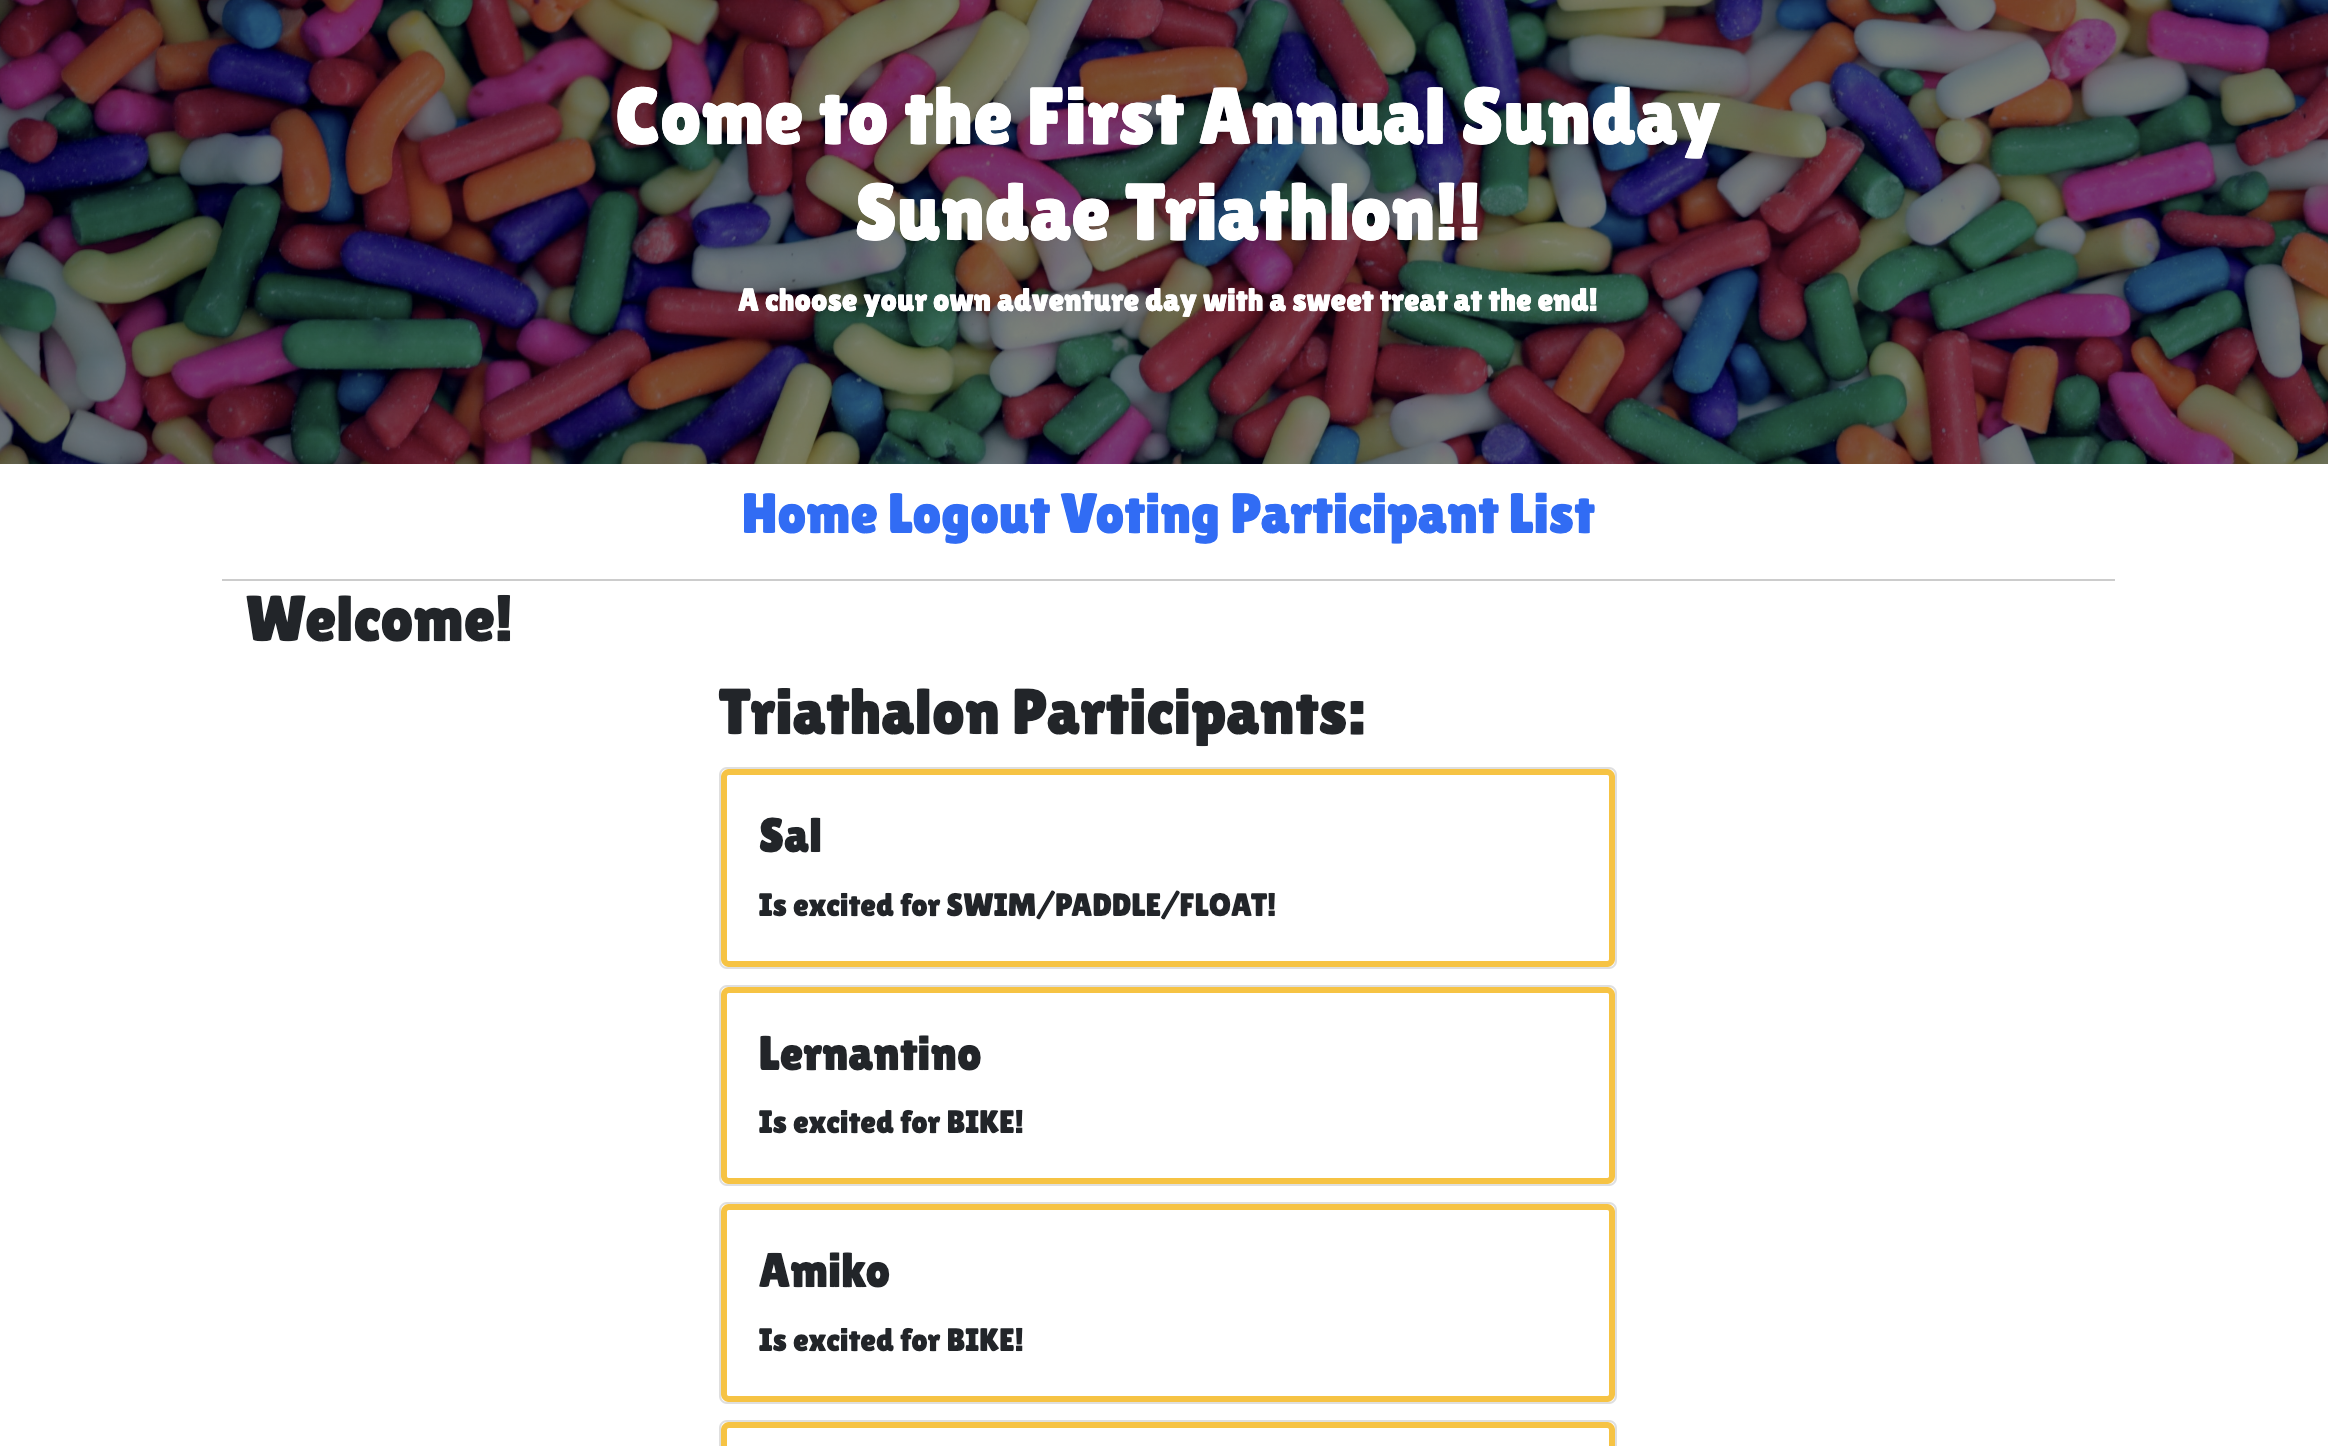 Come to the First Annual Sunday
Sundae Triathlon!!
A choose your own adventure day with a sweet treat at the end!
Home Logout Voting Participant List
Welcome!
Triathalon Participants:
Sal
Is excited for SWIM/PADDLE/FLOAT!
Lernantino
Is excited for BIKE!
Amiko
Is excited for BIKE!